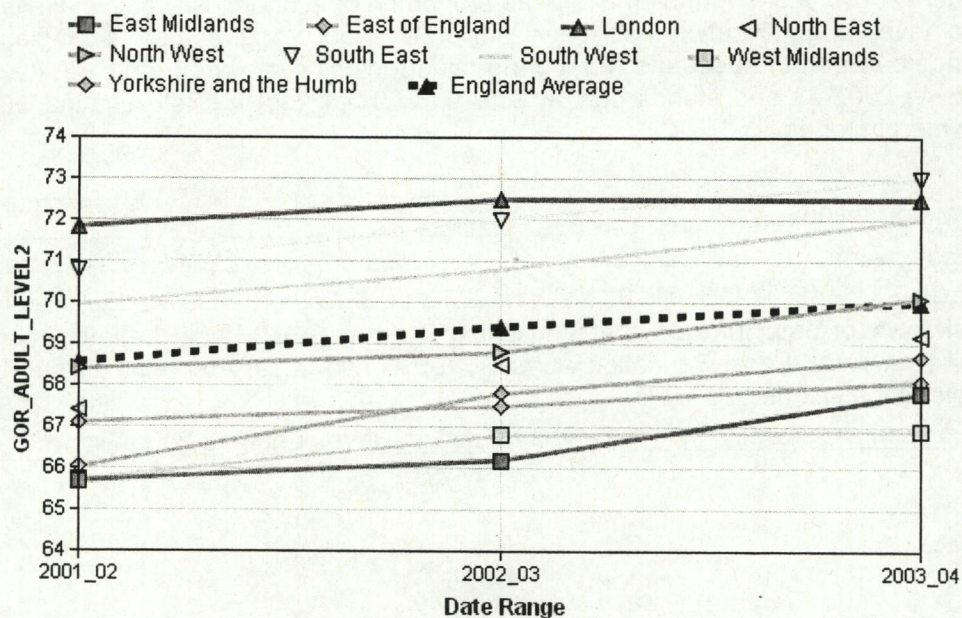 East Midlands East of England London North East
North West South East South West West Midlands
Yorkshire and the Humb England Average
74
73
72
71
70
69
68
67
66
65
64
GOR_ADULT_LEVEL2
2001_02 2002_03 2003_04
Date Range